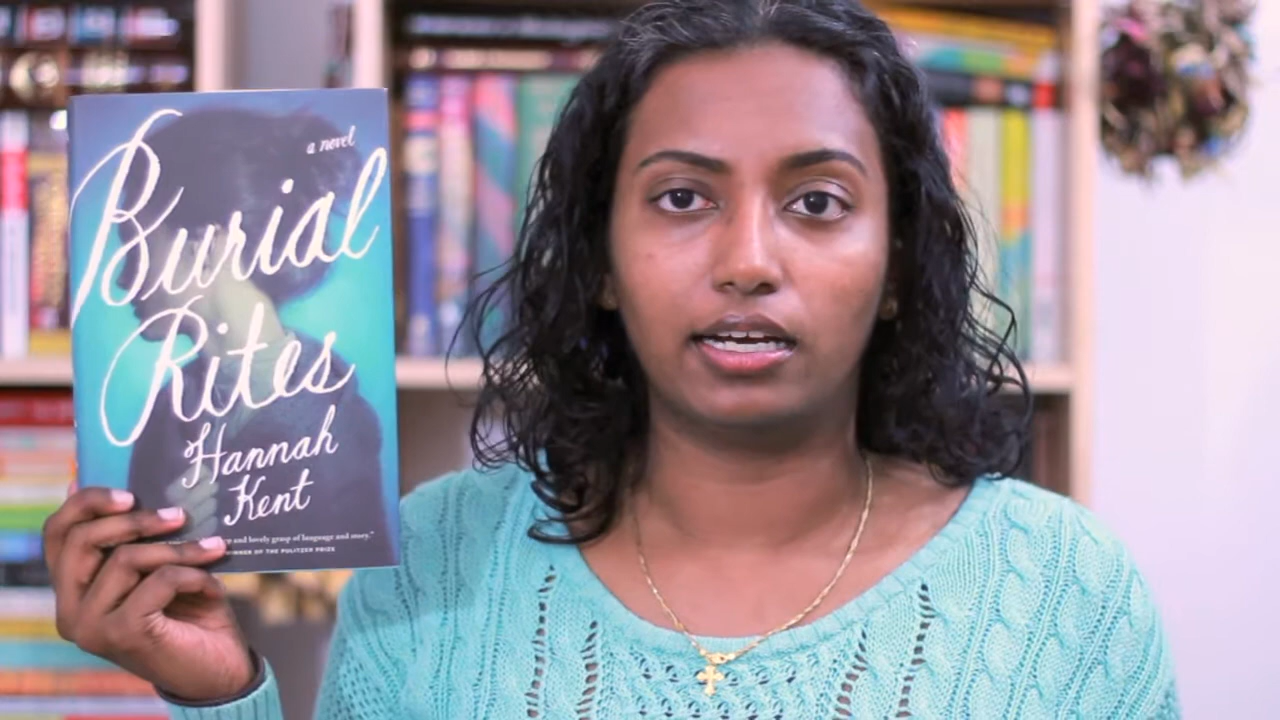 a novel
Burial
Rites
Hannah
Kent
and lovely grasp of language and story."
WINNER OF THE PULITZER PRIZE